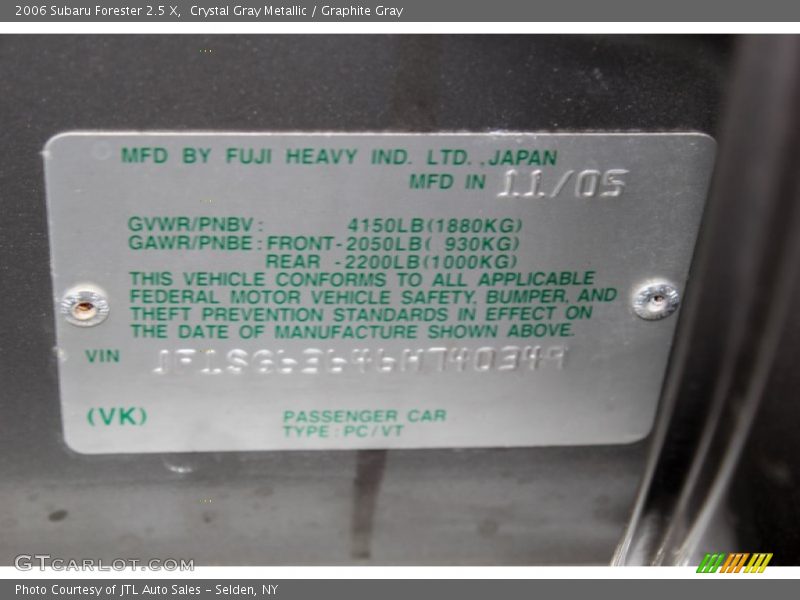 2006 Subaru Forester 2.5 X, Crystal Gray Metallic / Graphite Gray
MFD BY FUJI HEAVY IND. LTD. .JAPAN
MFD IN 11/05
GVWR/PNBV : 4150LB(1880KG)
GAWR/PNBE : FRONT-2050LB( 930KG)
REAR -2200LB(1000KG)
THIS VEHICLE CONFORMS TO ALL APPLICABLE
FEDERAL MOTOR VEHICLE SAFETY, BUMPER, AND
THEFT PREVENTION STANDARDS IN EFFECT ON
THE DATE OF MANUFACTURE SHOWN ABOVE.
VIN JF1SG63646H740349
(VK)
PASSENGER CAR
TYPE : PC/VT
GTCarLot.com
Photo Courtesy of JTL Auto Sales - Selden, NY